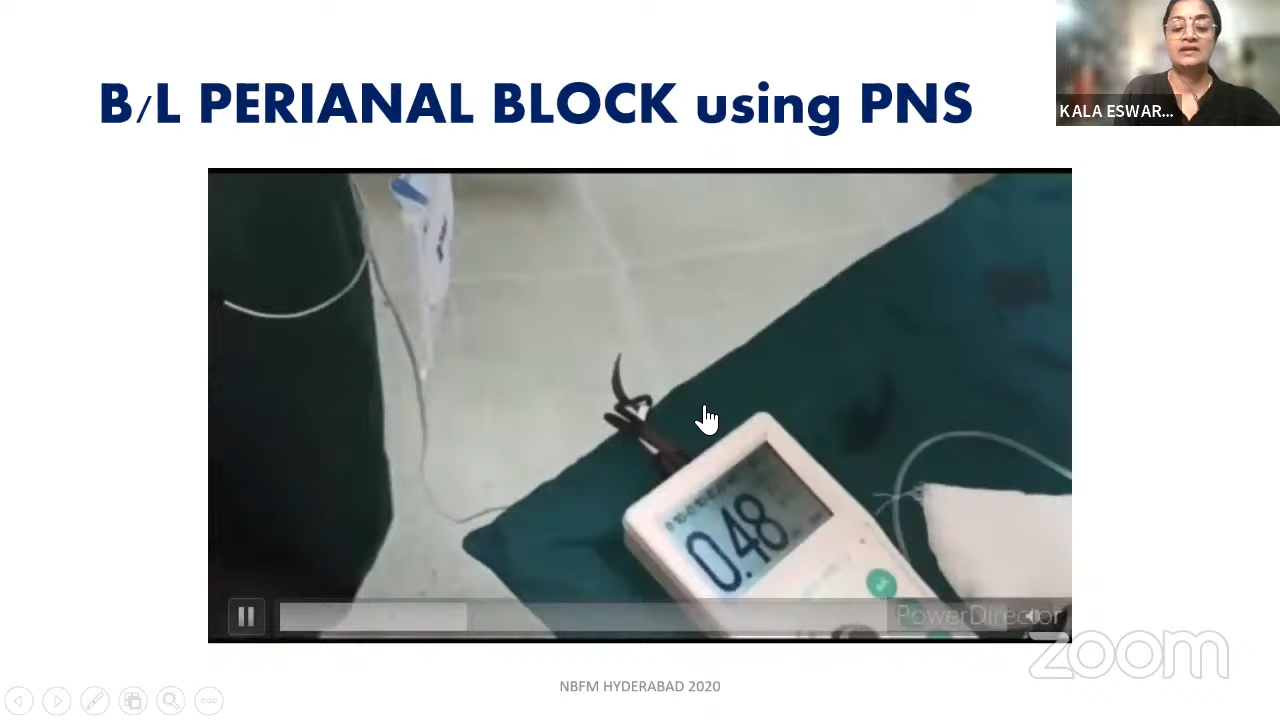 B/L PERIANAL BLOCK using PNS
KALA ESWAR...
0.48
PowerDirector
zoom
NBFM HYDERABAD 2020